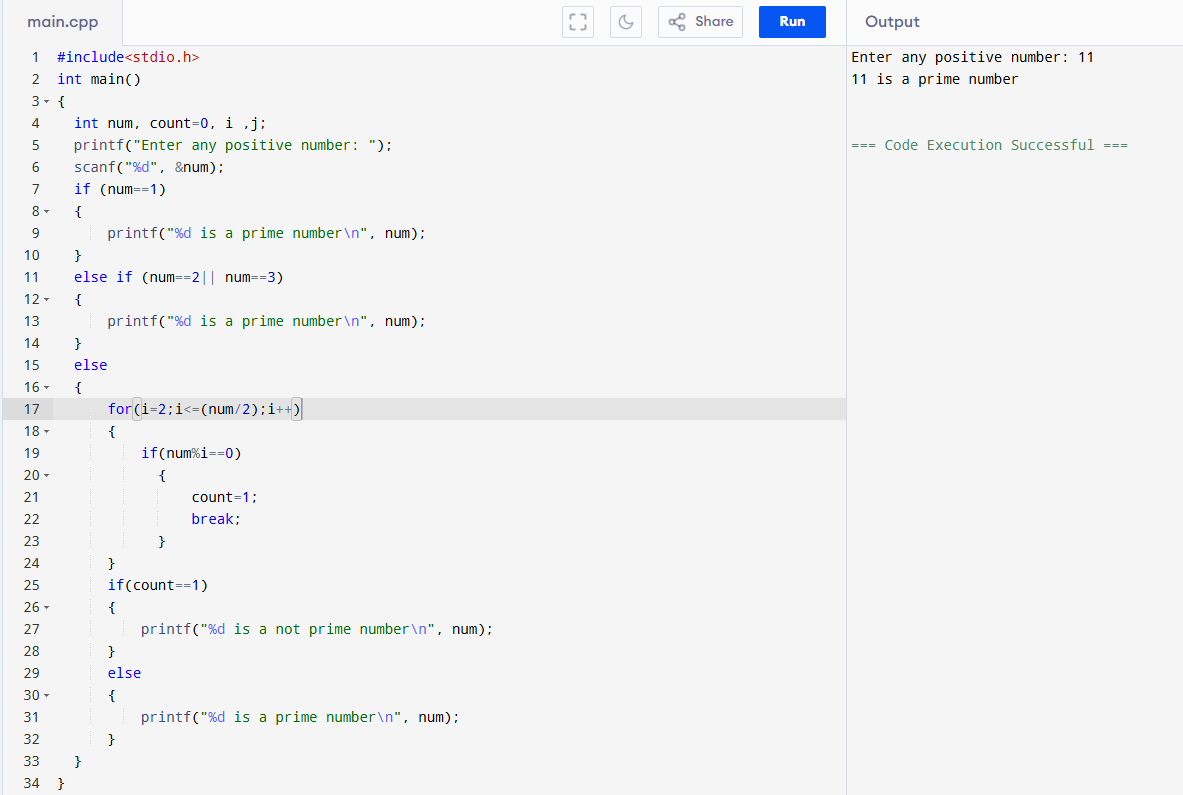 main.cpp Share Run Output
1 #include<stdio.h>
2 int main()
3 {
4 int num, count=0, i ,j;
5 printf("Enter any positive number: ");
6 scanf("%d", &num);
7 if (num==1)
8 {
9 printf("%d is a prime number\n", num);
10 }
11 else if (num==2|| num==3)
12 {
13 printf("%d is a prime number\n", num);
14 }
15 else
16 {
17 for(i=2;i<=(num/2);i++)
18 {
19 if(num%i==0)
20 {
21 count=1;
22 break;
23 }
24 }
25 if(count==1)
26 {
27 printf("%d is a not prime number\n", num);
28 }
29 else
30 {
31 printf("%d is a prime number\n", num);
32 }
33 }
34 }
Enter any positive number: 11
11 is a prime number
=== Code Execution Successful ===